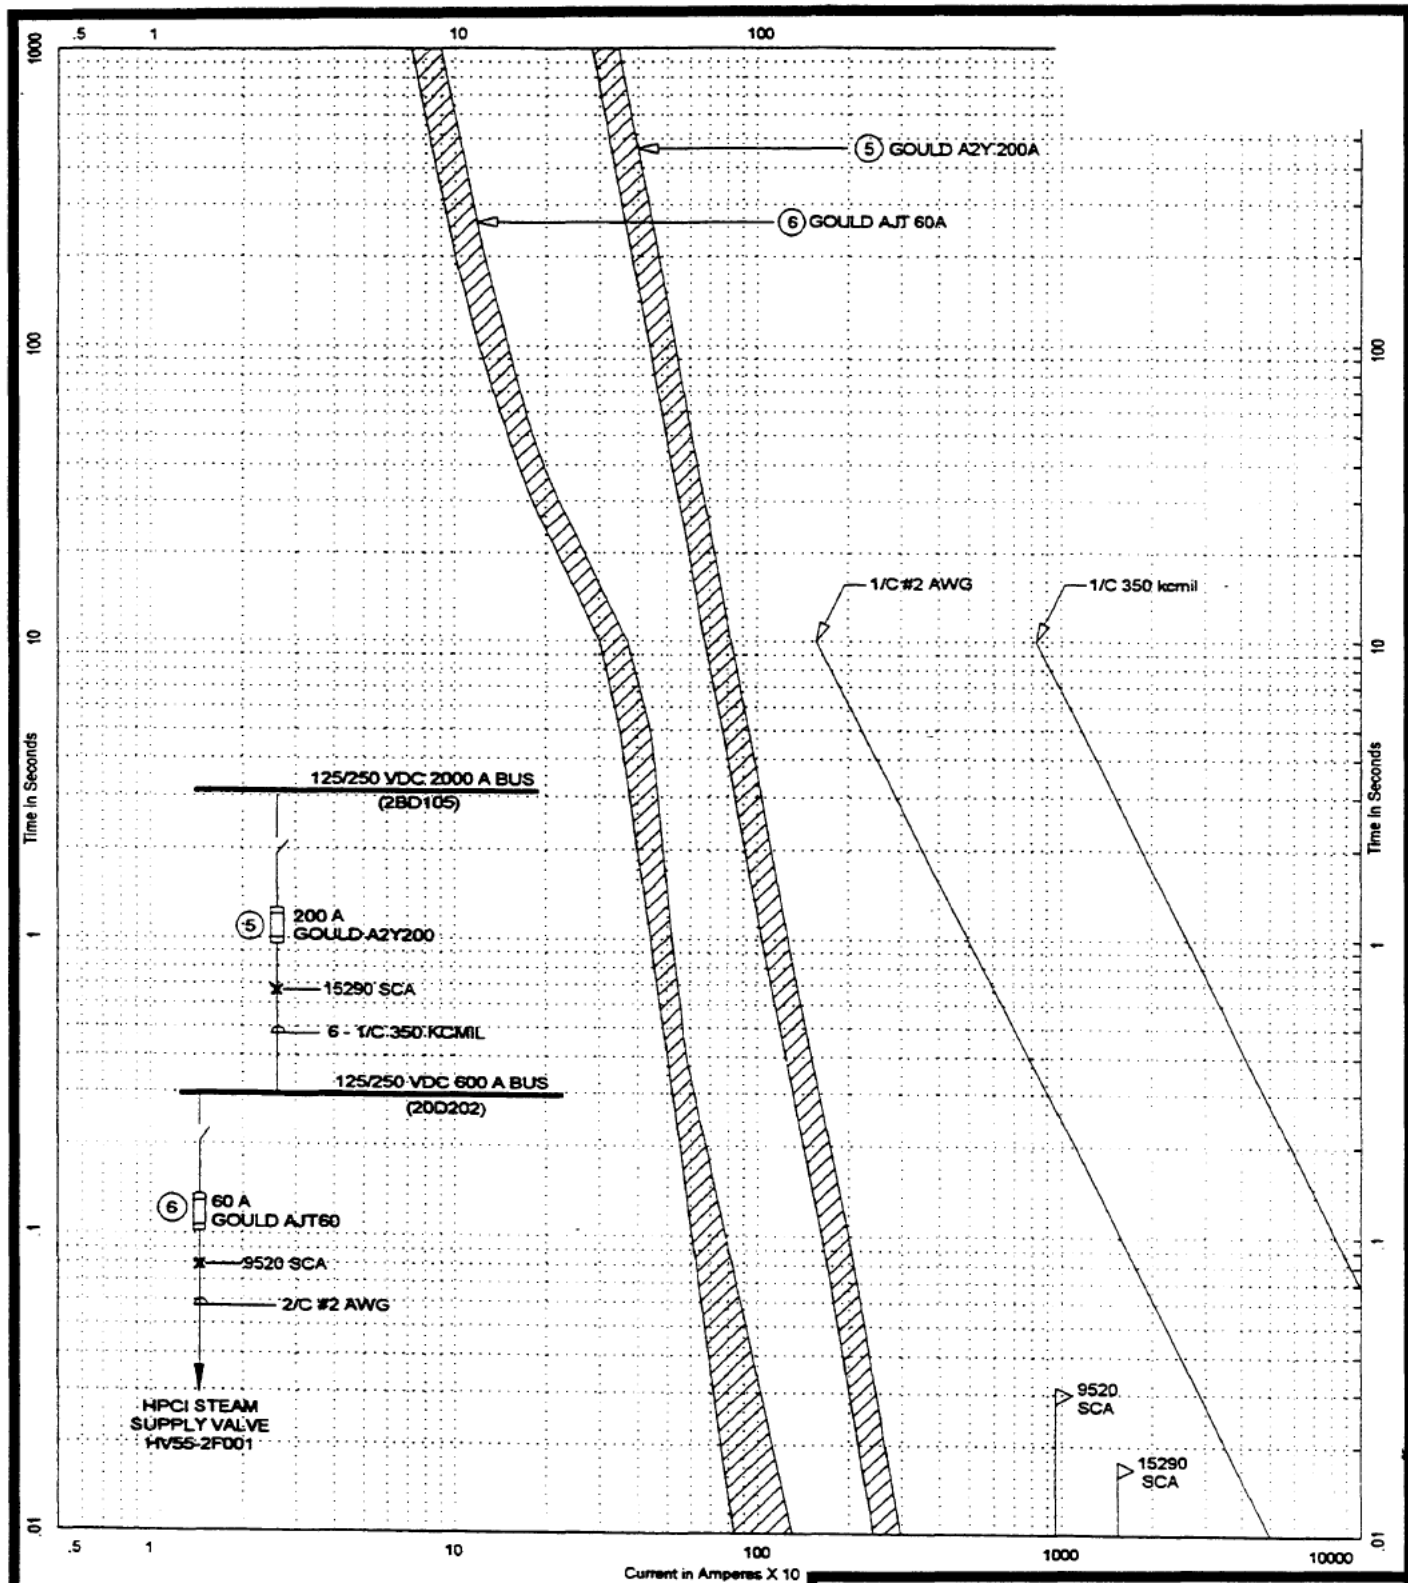 .5 1 10 100
1000
5 GOULD A2Y 200A
6 GOULD AJT 60A
100 100
1/C #2 AWG 1/C 350 kcmil
10 10
Time in Seconds
Time in Seconds
125/250 VDC 2000 A BUS
(2BD105)
5 200 A
GOULD A2Y200
1 1
15290 SCA
6 - 1/C 350 KCMIL
125/250 VDC 600 A BUS
(20D202)
6 60 A
GOULD AJT60
.1 .1
9520 SCA
2/C #2 AWG
HPCI STEAM
SUPPLY VALVE
HV55-2F001
9520
SCA
15290
SCA
.01 .01
.5 1 10 100 1000 10000
Current in Amperes X 10